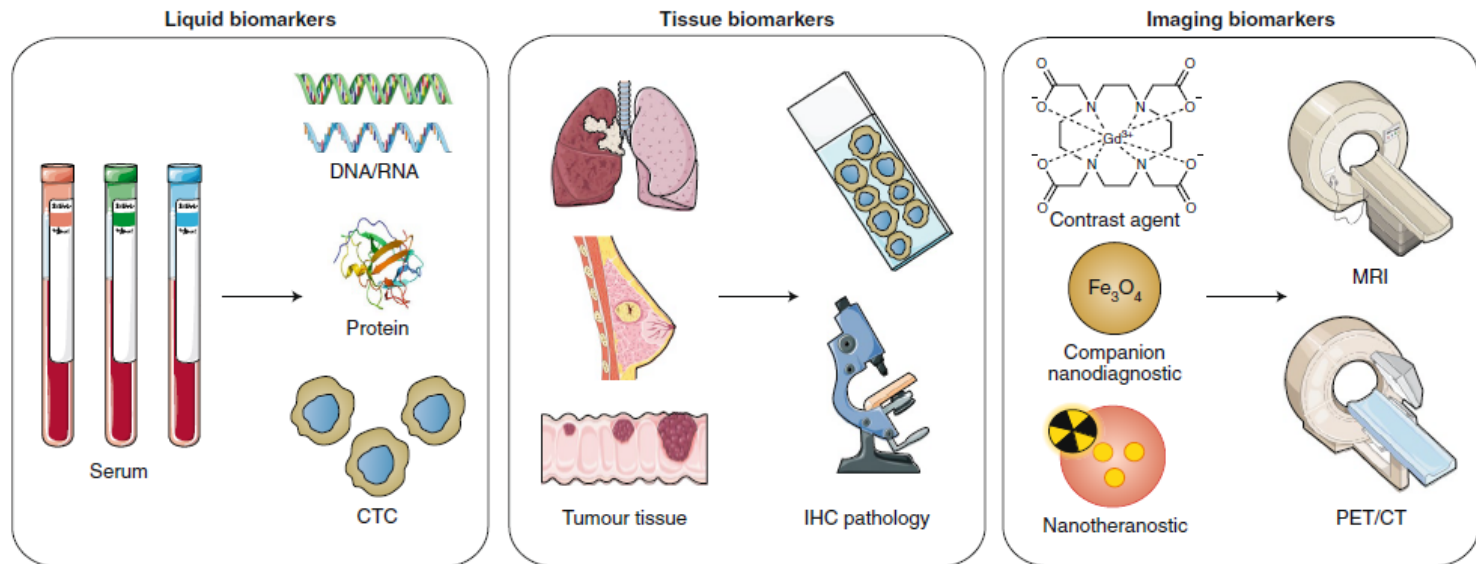 Liquid biomarkers
DNA/RNA
Protein
Serum
CTC
Tissue biomarkers
Tumour tissue
IHC pathology
Imaging biomarkers
O
O
O⁻
N
N
O⁻
Gd³⁺
O⁻
N
N
O⁻
O
O
Contrast agent
Fe₃O₄
Companion
nanodiagnostic
Nanotheranostic
MRI
PET/CT